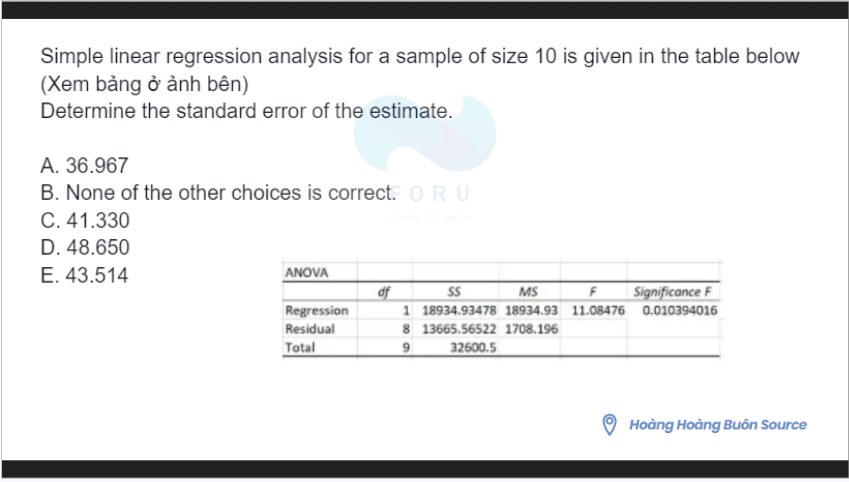 Simple linear regression analysis for a sample of size 10 is given in the table below
(Xem bảng ở ảnh bên)
Determine the standard error of the estimate.
A. 36.967
B. None of the other choices is correct.
FORU
C. 41.330
D. 48.650
E. 43.514
ANOVA
df SS MS F Significance F
Regression 1 18934.93478 18934.93 11.08476 0.010394016
Residual 8 13665.56522 1708.196
Total 9 32600.5
Hoàng Hoàng Buôn Source